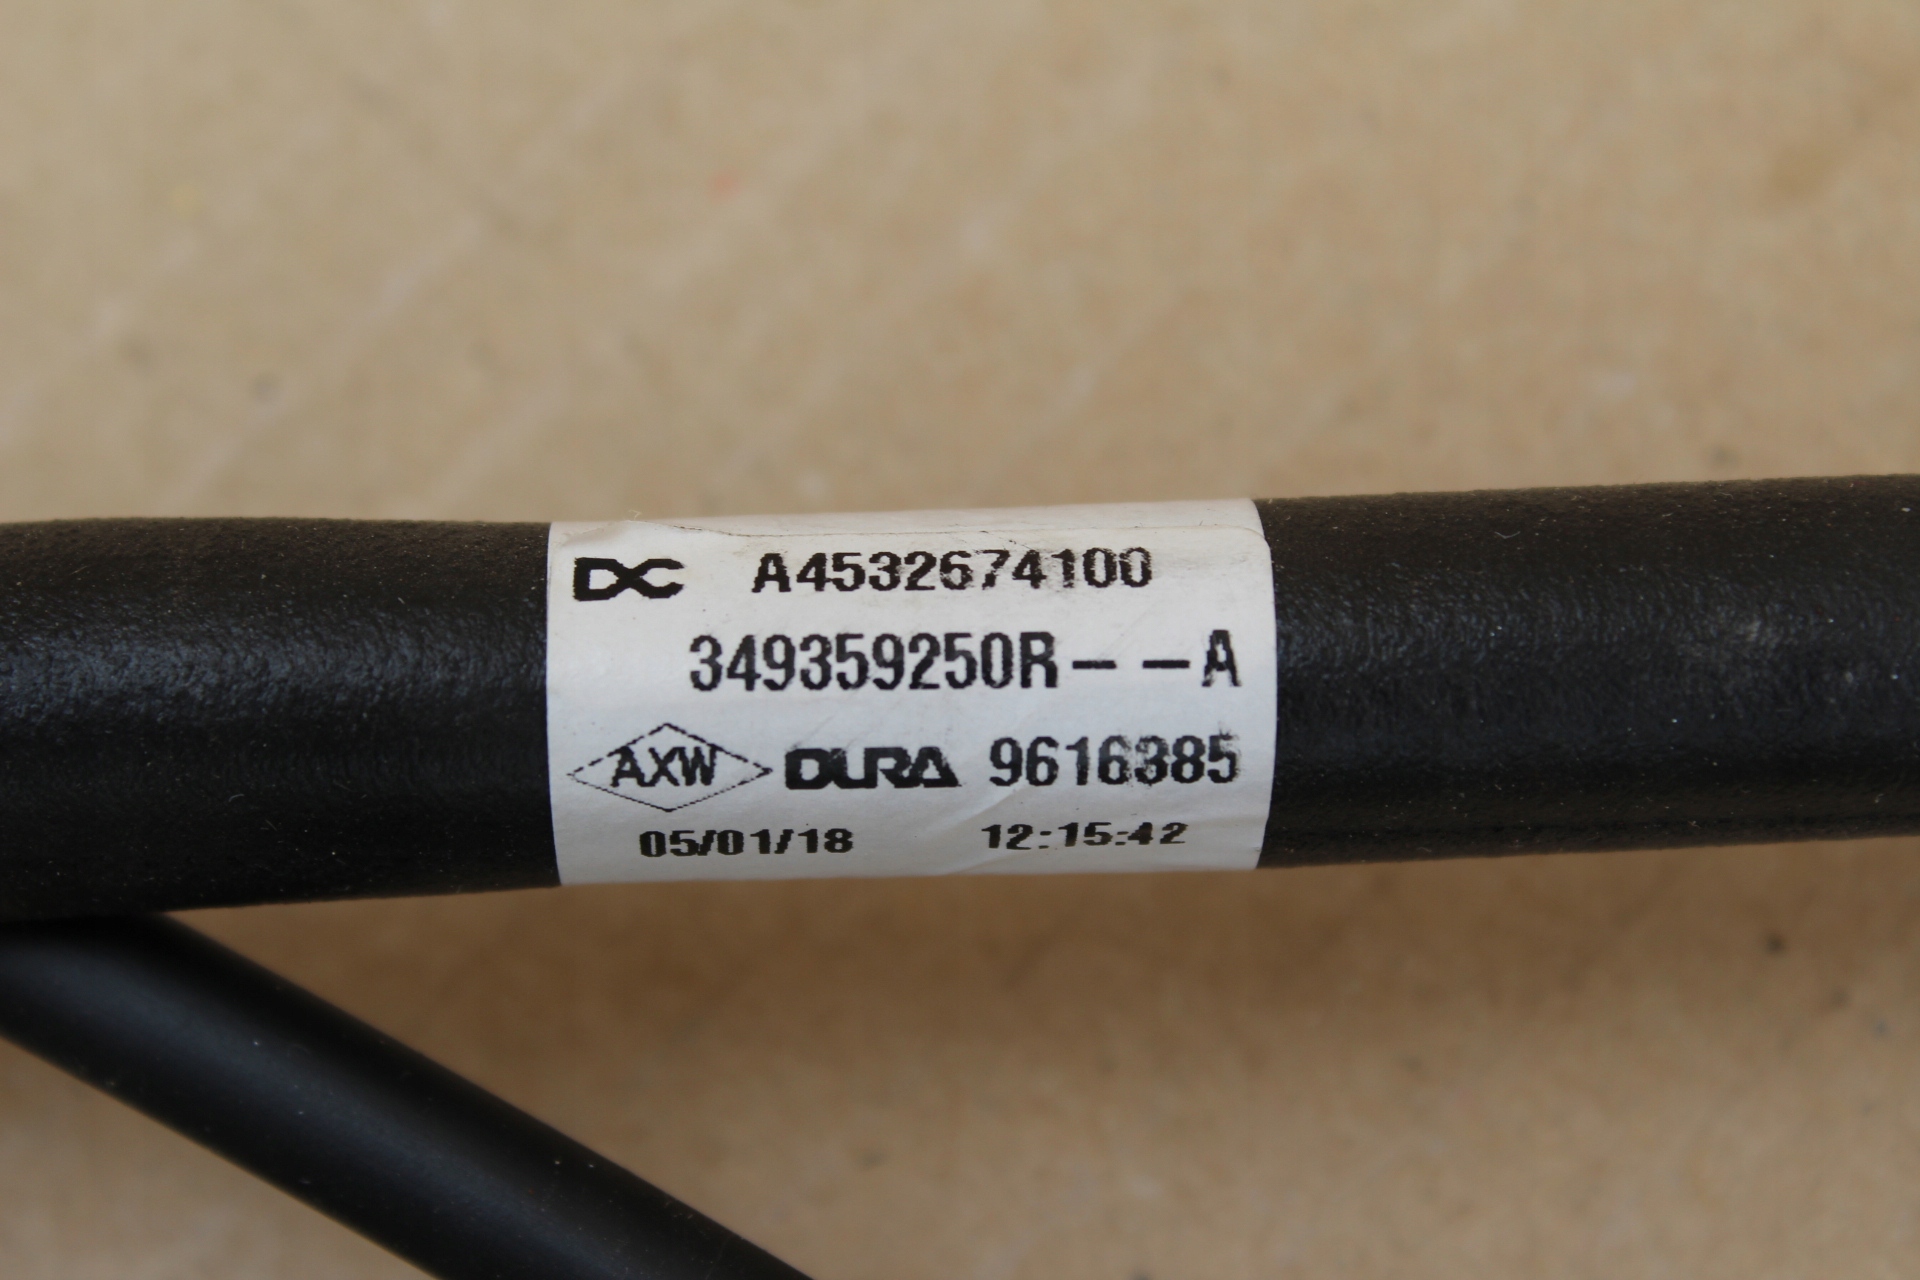 DC A4532674100
349359250R--A
AXW DURA 9616385
05/01/18 12:15:42